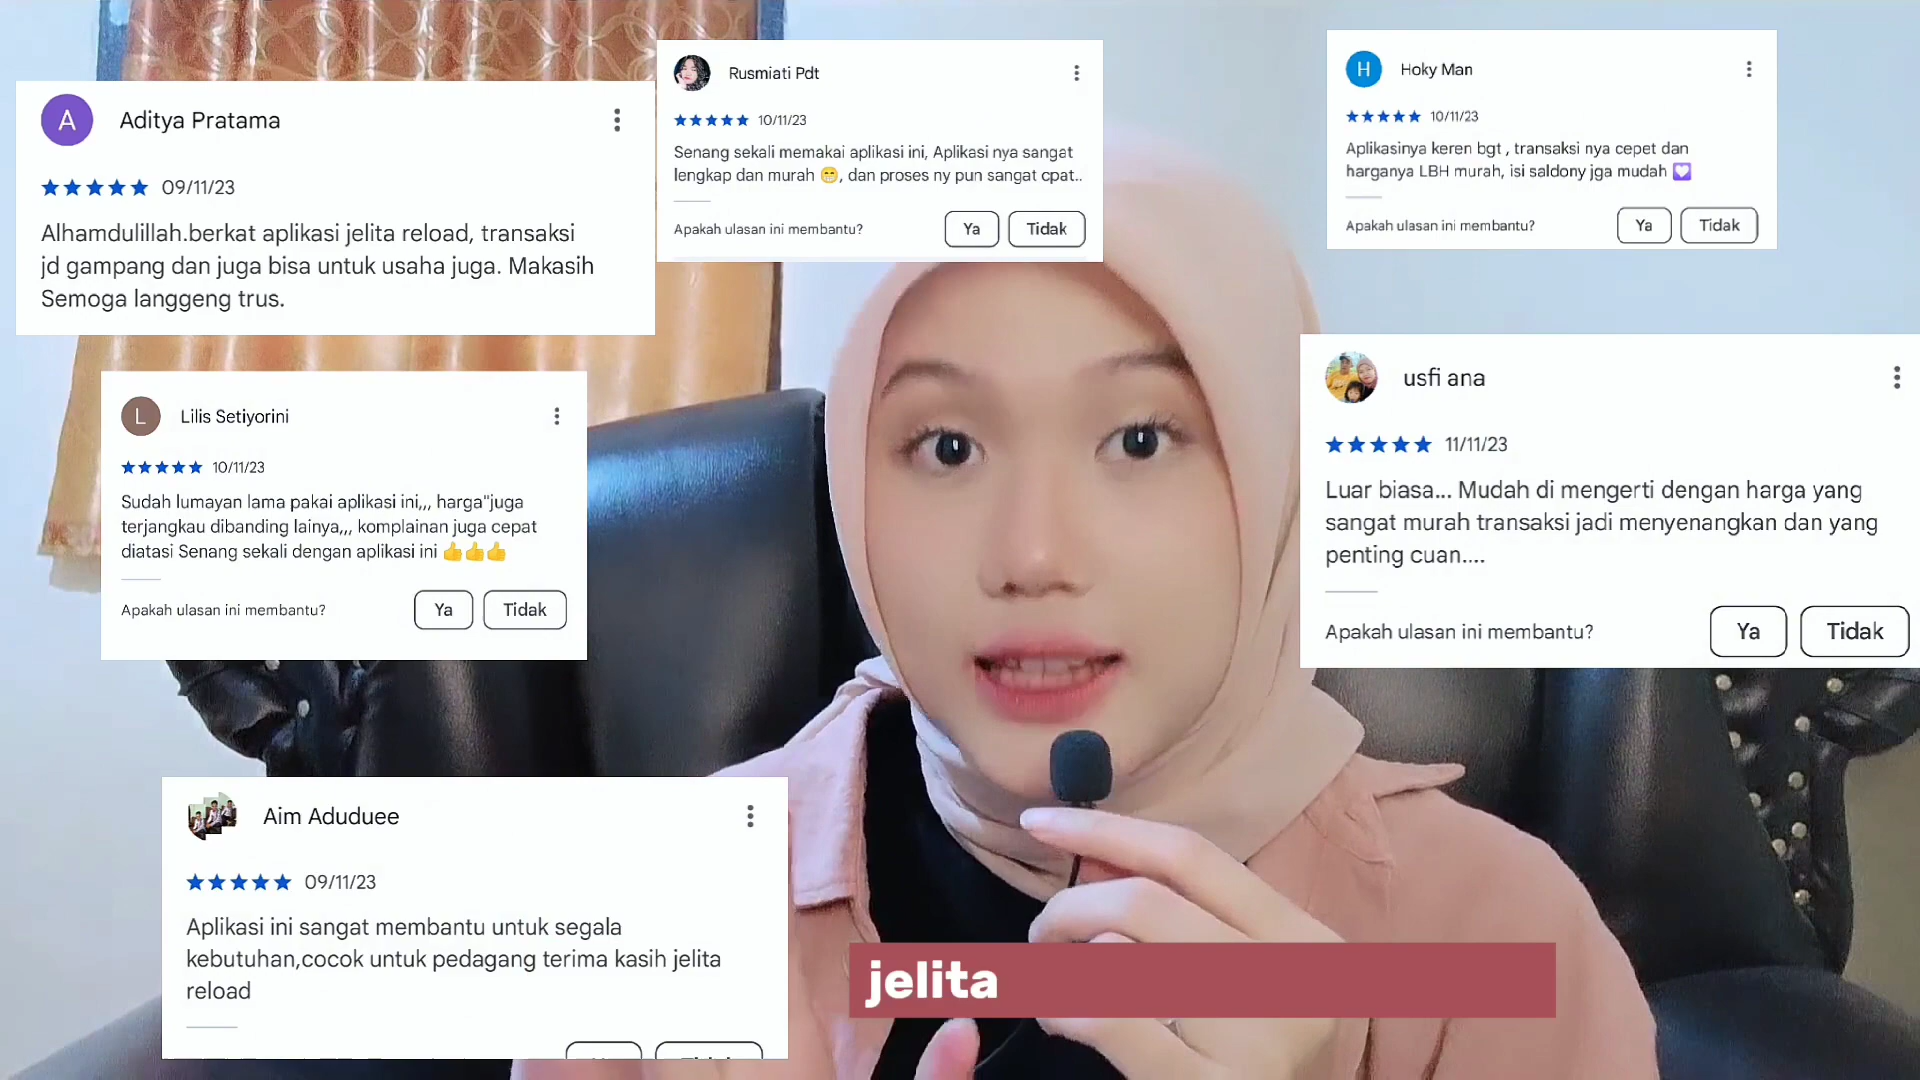 A
Aditya Pratama
09/11/23
Alhamdulillah.berkat aplikasi jelita reload, transaksi
jd gampang dan juga bisa untuk usaha juga. Makasih
Semoga langgeng trus.
Rusmiati Pdt
10/11/23
Senang sekali memakai aplikasi ini, Aplikasi nya sangat
lengkap dan murah 😁, dan proses ny pun sangat cpat..
Apakah ulasan ini membantu?
Ya
Tidak
H
Hoky Man
10/11/23
Aplikasinya keren bgt , transaksi nya cepet dan
harganya LBH murah, isi saldony jga mudah 💟
Apakah ulasan ini membantu?
Ya
Tidak
L
Lilis Setiyorini
10/11/23
Sudah lumayan lama pakai aplikasi ini,,, harga"juga
terjangkau dibanding lainya,,, komplainan juga cepat
diatasi Senang sekali dengan aplikasi ini 👍👍👍
Apakah ulasan ini membantu?
Ya
Tidak
usfi ana
11/11/23
Luar biasa... Mudah di mengerti dengan harga yang
sangat murah transaksi jadi menyenangkan dan yang
penting cuan....
Apakah ulasan ini membantu?
Ya
Tidak
Aim Aduduee
09/11/23
Aplikasi ini sangat membantu untuk segala
kebutuhan,cocok untuk pedagang terima kasih jelita
reload
jelita